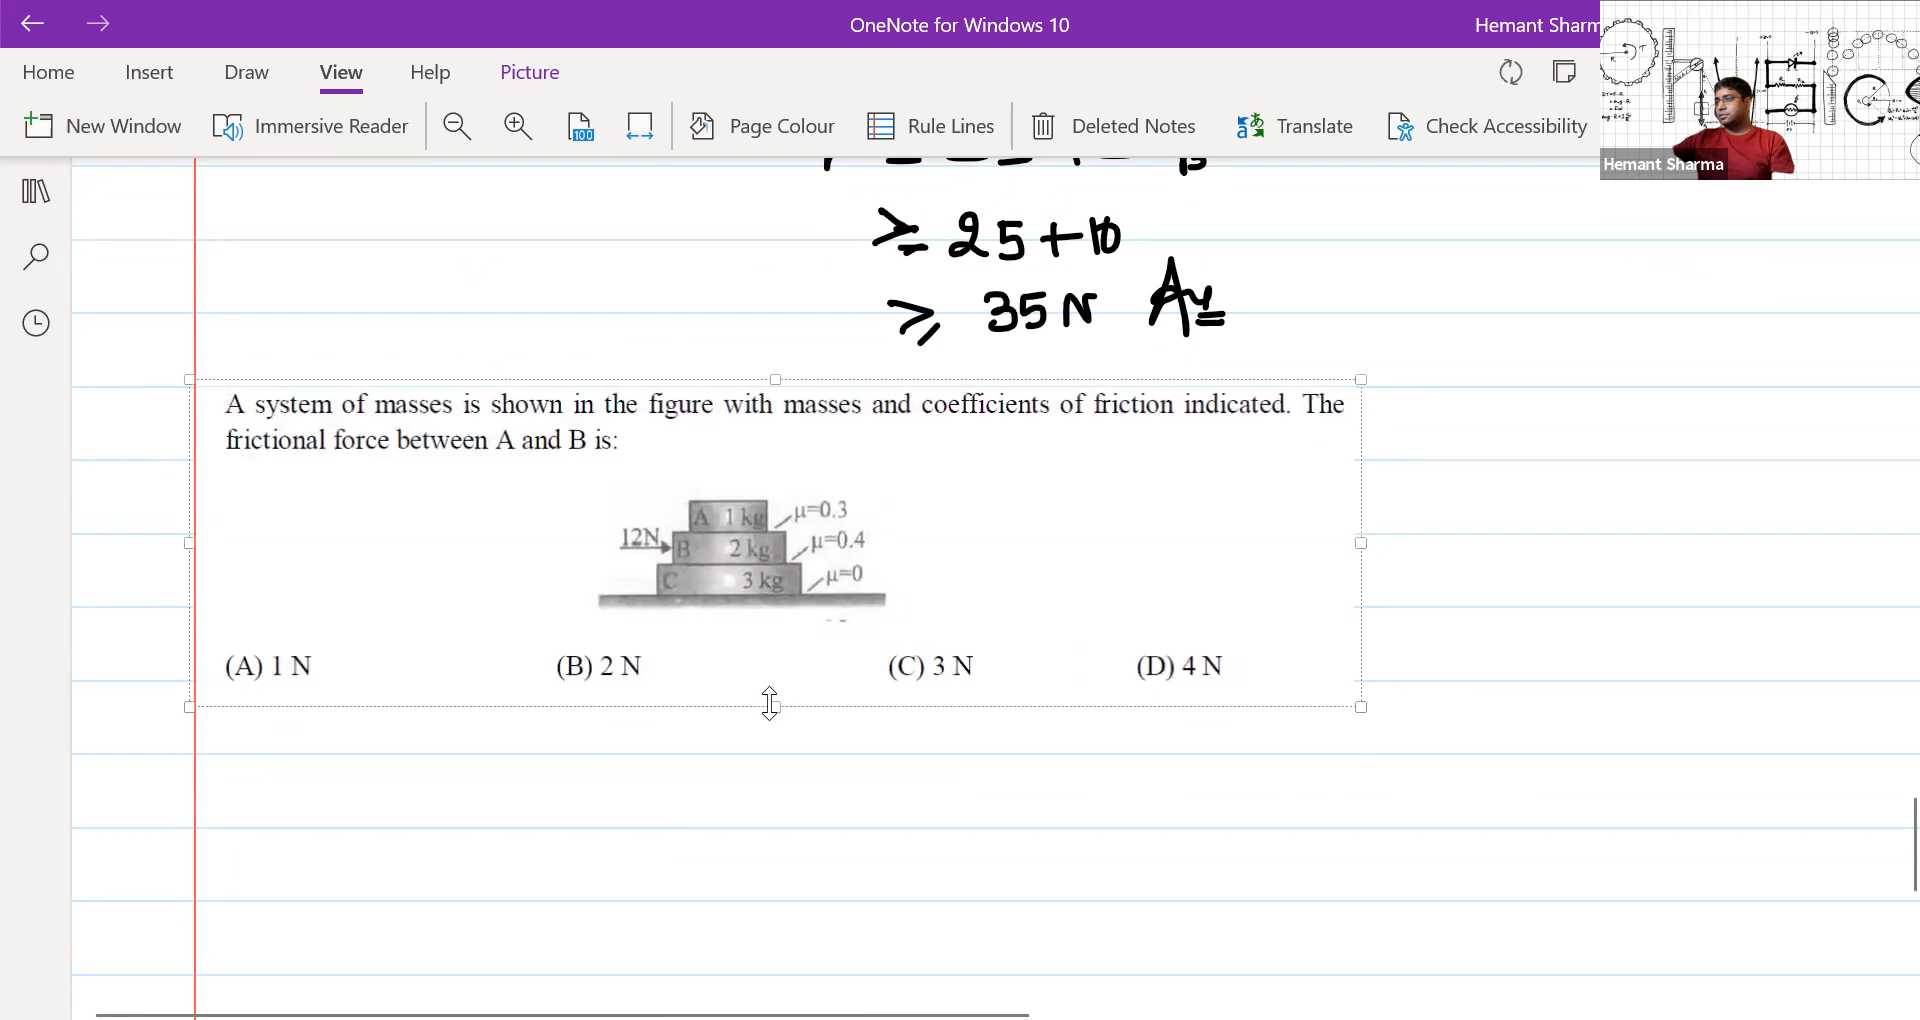 OneNote for Windows 10
Hemant Sharm
Home Insert Draw View Help Picture
New Window Immersive Reader 100 Page Colour Rule Lines Deleted Notes Translate Check Accessibility
Hemant Sharma
≥ 25+10
≥ 35 N
A system of masses is shown in the figure with masses and coefficients of friction indicated. The
frictional force between A and B is:
A 1 kg μ=0.3
12N B 2 kg μ=0.4
C 3 kg μ=0
(A) 1 N (B) 2 N (C) 3 N (D) 4 N